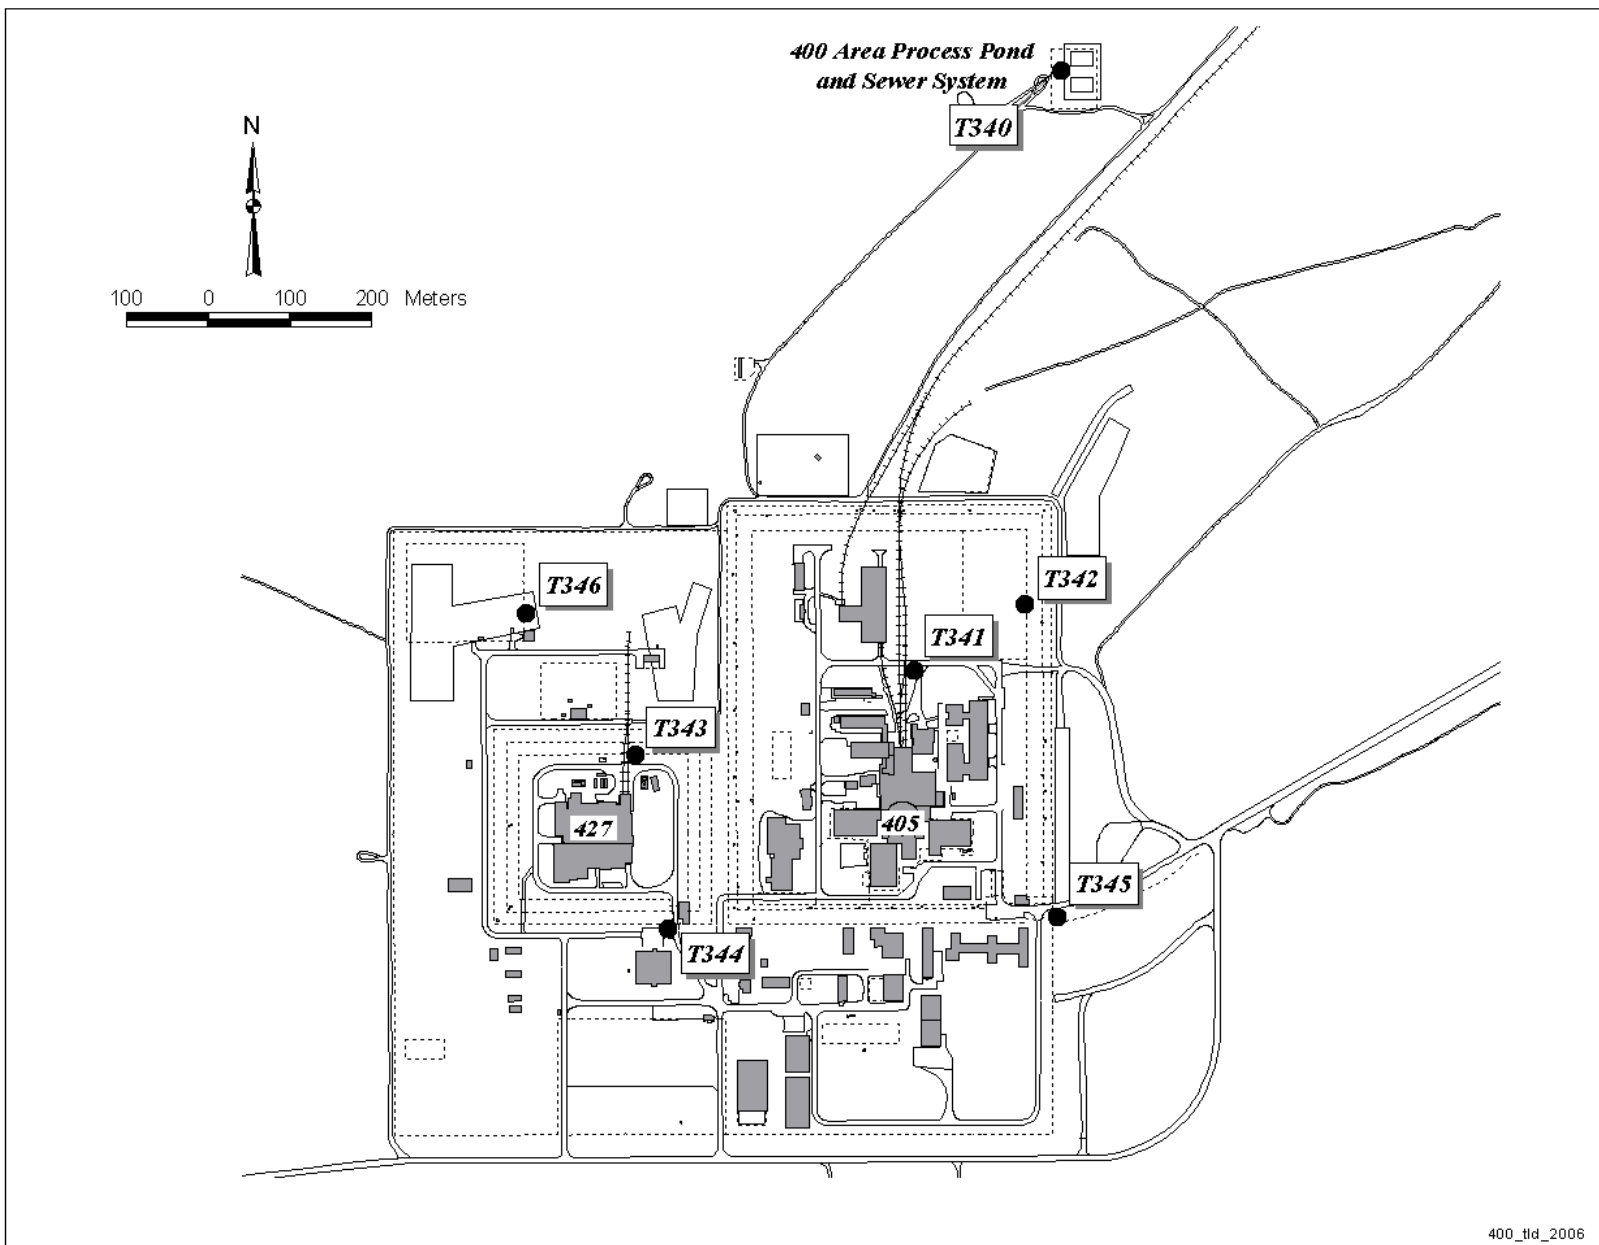 400 Area Process Pond
and Sewer System
T340
N
100 0 100 200 Meters
T346
T342
T341
T343
427
405
T345
T344
400_tld_2006